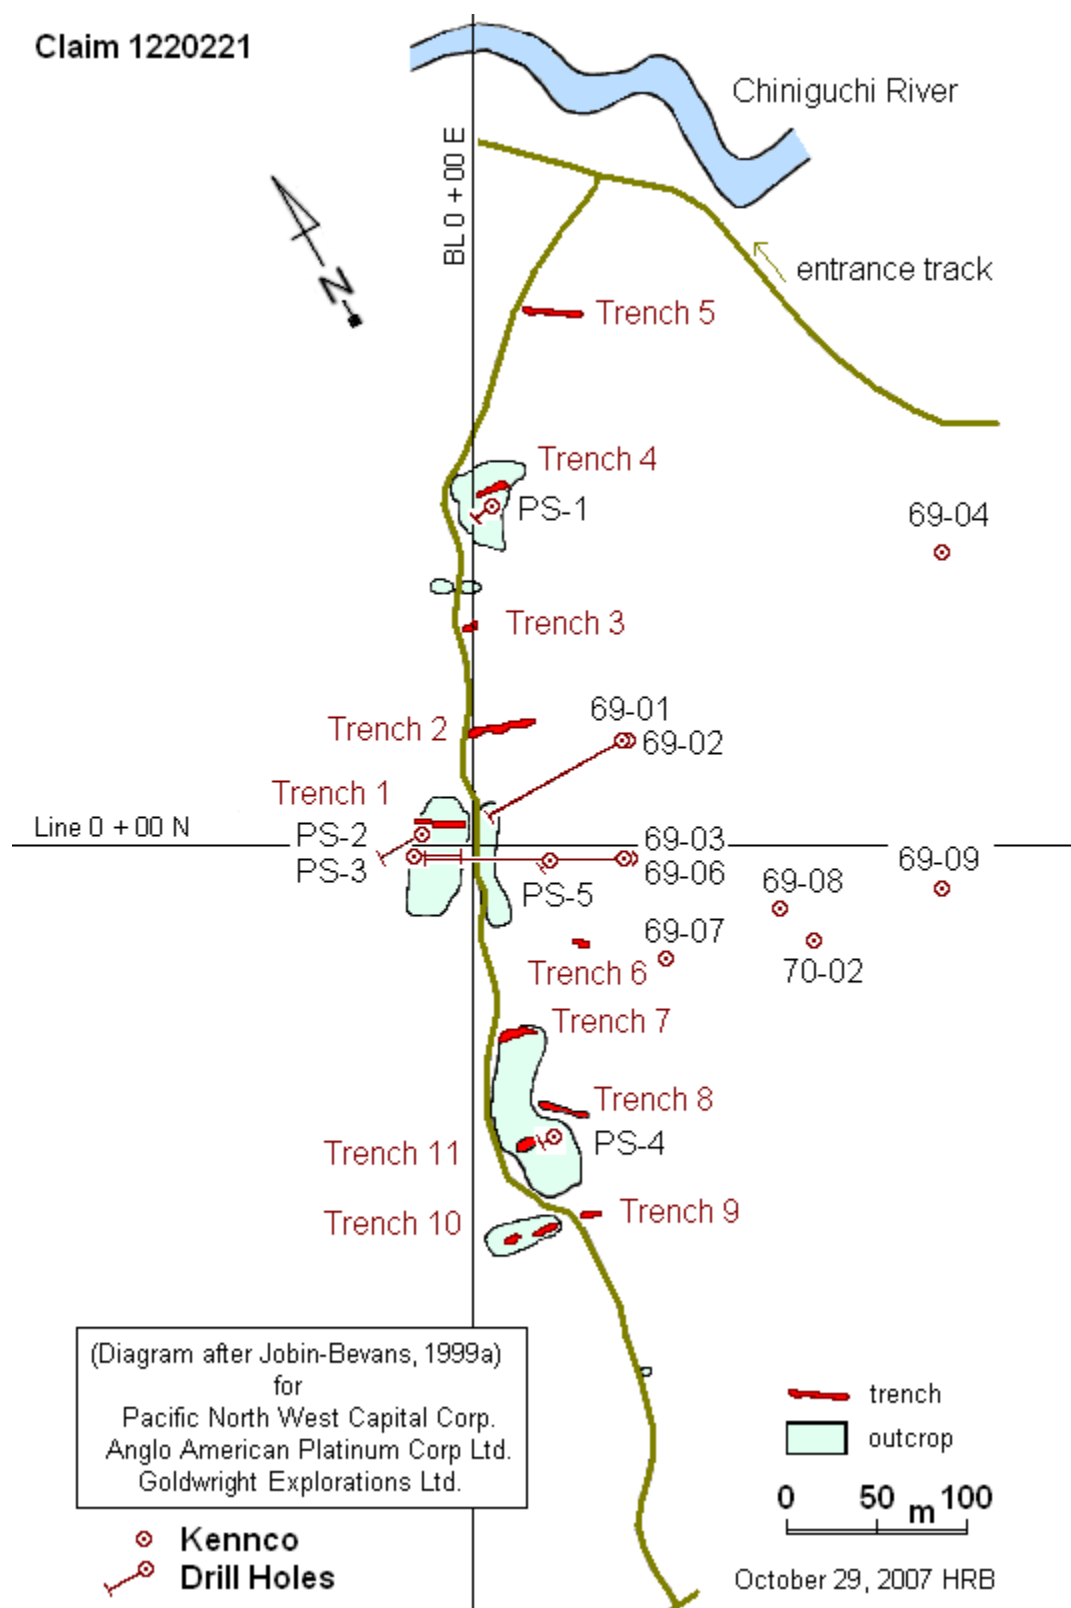 Claim 1220221
Chiniguchi River
BL 0 + 00 E
entrance track
N
Trench 5
Trench 4
PS-1
69-04
Trench 3
69-01
Trench 2
69-02
Trench 1
Line 0 + 00 N
PS-2
69-03
PS-3
69-06
69-09
PS-5
69-08
69-07
Trench 6
70-02
Trench 7
Trench 8
PS-4
Trench 11
Trench 9
Trench 10
(Diagram after Jobin-Bevans, 1999a)
for
Pacific North West Capital Corp.
Anglo American Platinum Corp Ltd.
Goldwright Explorations Ltd.
trench
outcrop
0 50 m 100
Kennco
Drill Holes
October 29, 2007 HRB